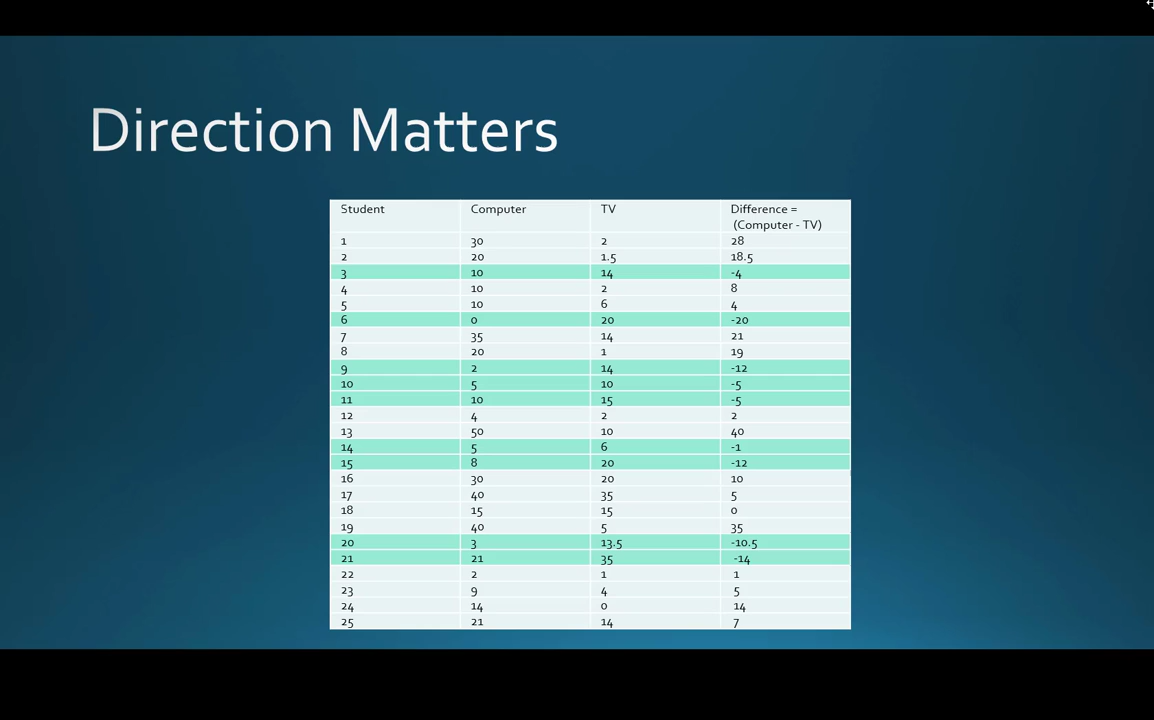 Direction Matters
Student Computer TV Difference =
(Computer - TV)
1 30 2 28
2 20 1.5 18.5
3 10 14 -4
4 10 2 8
5 10 6 4
6 0 20 -20
7 35 14 21
8 20 1 19
9 2 14 -12
10 5 10 -5
11 10 15 -5
12 4 2 2
13 50 10 40
14 5 6 -1
15 8 20 -12
16 30 20 10
17 40 35 5
18 15 15 0
19 40 5 35
20 3 13.5 -10.5
21 21 35 -14
22 2 1 1
23 9 4 5
24 14 0 14
25 21 14 7